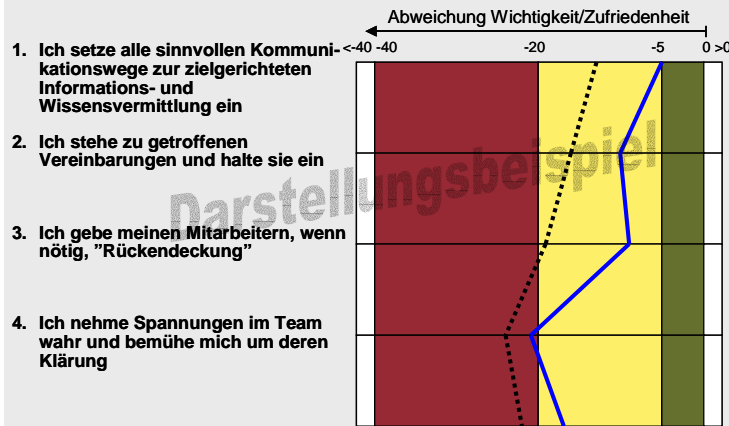 Abweichung Wichtigkeit/Zufriedenheit
<-40 -40 -20 -5 0 >0
1. Ich setze alle sinnvollen Kommuni-
kationswege zur zielgerichteten
Informations- und
Wissensvermittlung ein
2. Ich stehe zu getroffenen
Vereinbarungen und halte sie ein
Darstellungsbeispiel
3. Ich gebe meinen Mitarbeitern, wenn
nötig, ”Rückendeckung”
4. Ich nehme Spannungen im Team
wahr und bemühe mich um deren
Klärung